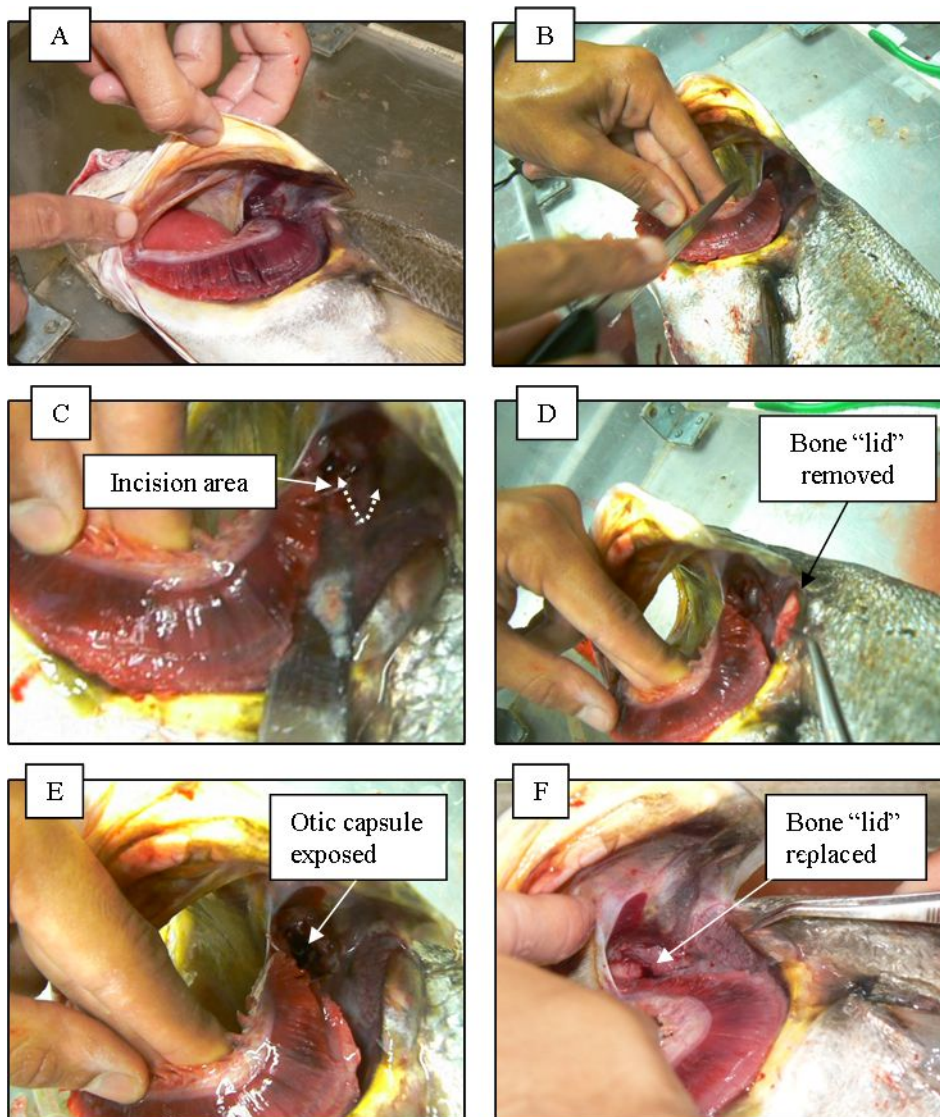 A
B
C
Incision area
D
Bone “lid”
removed
E
Otic capsule
exposed
F
Bone “lid”
replaced